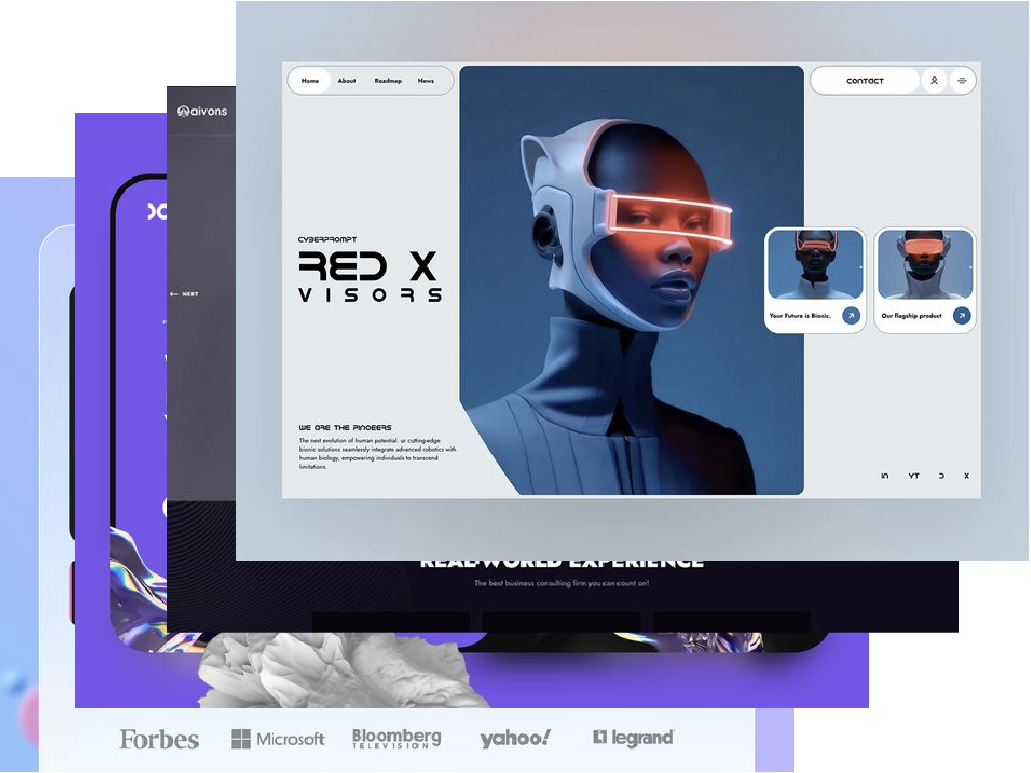 Home About Roadmap News
CONTACT
aivons
CYBERPROMPT
RED X
VISORS
← NEXT
Your Future is Bionic.
Our flagship product
WE ARE THE PINOEERS
The next evolution of human potential. ur cutting-edge
bionic solutions seamlessly integrate advanced robotics with
human biology, empowering individuals to transcend
limitations.
IN YT D X
REAL-WORLD EXPERIENCE
The best business consulting firm you can count on!
Forbes Microsoft Bloomberg TELEVISION yahoo! legrand